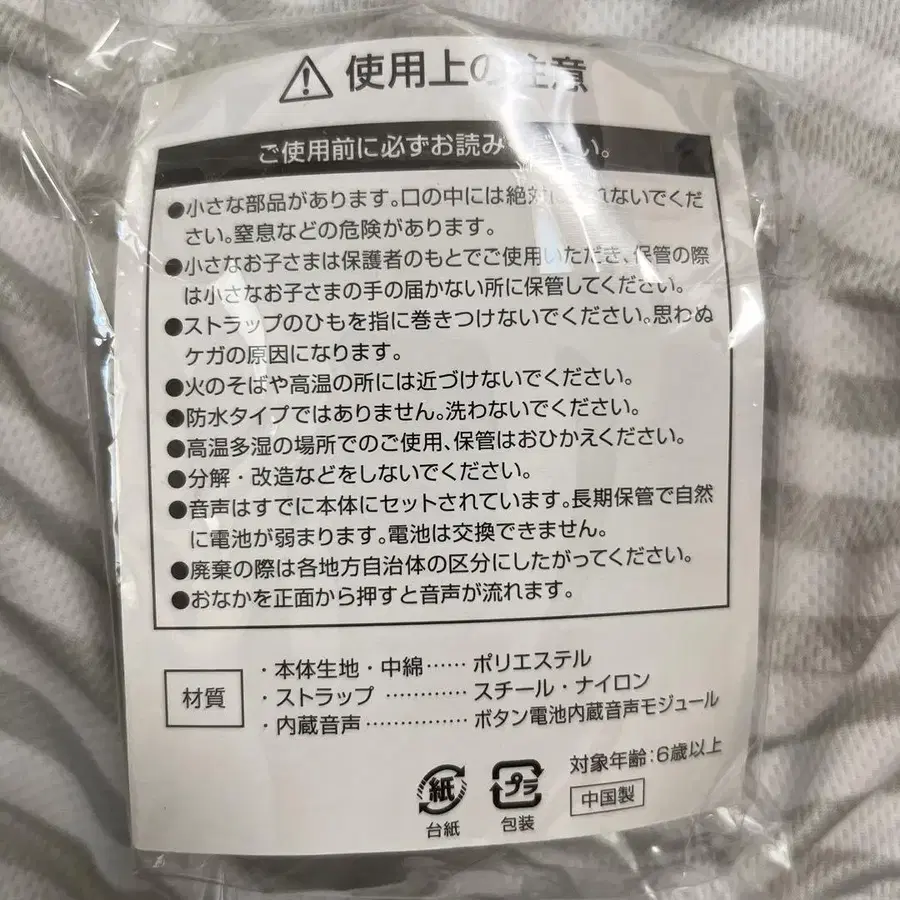 使用上の注意
ご使用前に必ずお読みください。
●小さな部品があります。口の中には絶対に入れないでくだ
さい。窒息などの危険があります。
●小さなお子さまは保護者のもとでご使用いただき、保管の際
は小さなお子さまの手の届かない所に保管してください。
●ストラップのひもを指に巻きつけないでください。思わぬ
ケガの原因になります。
●火のそばや高温の所には近づけないでください。
●防水タイプではありません。洗わないでください。
●高温多湿の場所でのご使用、保管はおひかえください。
●分解・改造などをしないでください。
●音声はすでに本体にセットされています。長期保管で自然
に電池が弱まります。電池は交換できません。
●廃棄の際は各地方自治体の区分にしたがってください。
●おなかを正面から押すと音声が流れます。
材質
・本体生地・中綿……ポリエステル
・ストラップ…………スチール・ナイロン
・内蔵音声……………ボタン電池内蔵音声モジュール
対象年齢:6歳以上
紙 プラ 中国製
台紙 包装